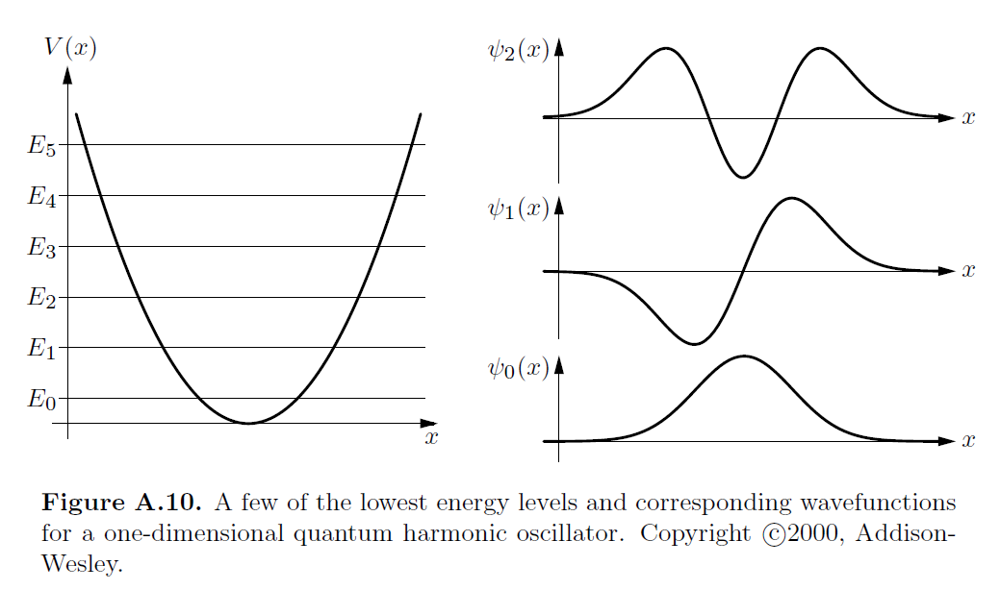 V(x)
E₅
E₄
E₃
E₂
E₁
E₀
x
ψ₂(x)
x
ψ₁(x)
x
ψ₀(x)
x
Figure A.10. A few of the lowest energy levels and corresponding wavefunctions
for a one-dimensional quantum harmonic oscillator. Copyright ©2000, Addison-
Wesley.